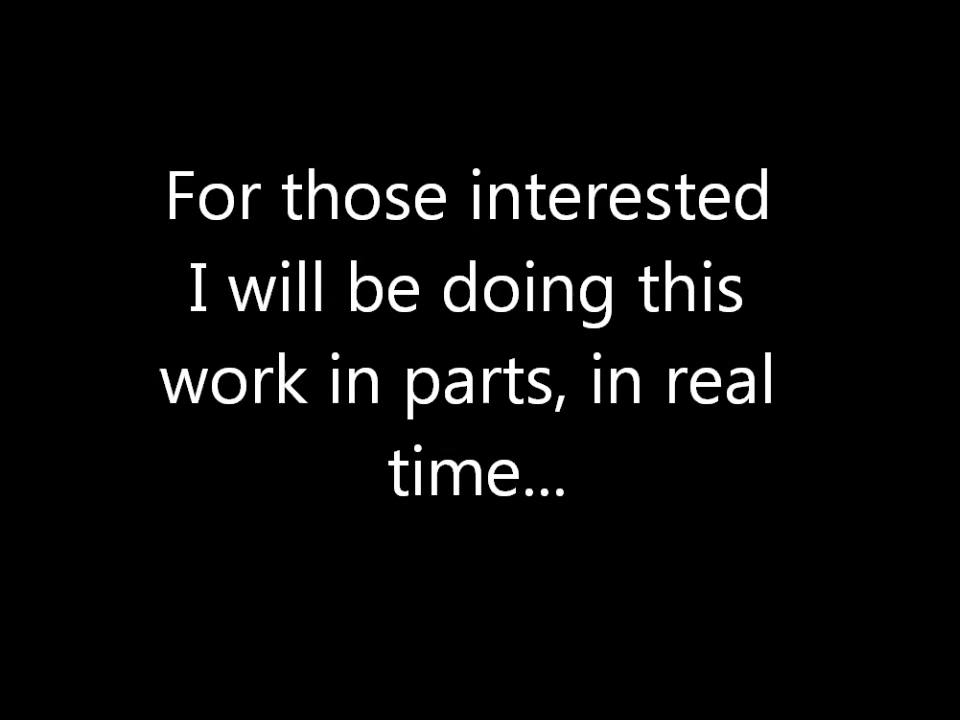 For those interested
I will be doing this
work in parts, in real
time...